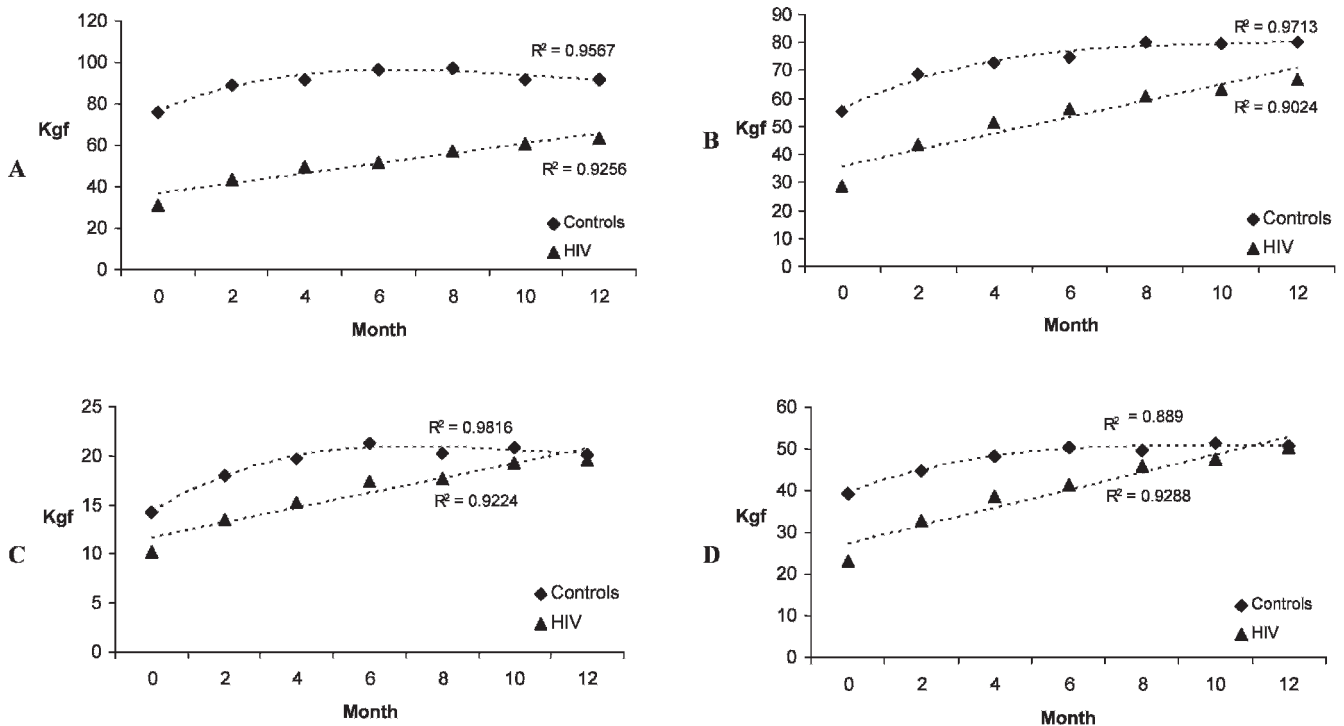 A
Kgf
120
100
80
60
40
20
0
R² = 0.9567
R² = 0.9256
Controls
HIV
0 2 4 6 8 10 12
Month
B
Kgf
100
90
80
70
60
50
40
30
20
10
0
R² = 0.9713
R² = 0.9024
Controls
HIV
0 2 4 6 8 10 12
Month
C
Kgf
25
20
15
10
5
0
R² = 0.9816
R² = 0.9224
Controls
HIV
0 2 4 6 8 10 12
Month
D
Kgf
60
50
40
30
20
10
0
R² = 0.889
R² = 0.9288
Controls
HIV
0 2 4 6 8 10 12
Month